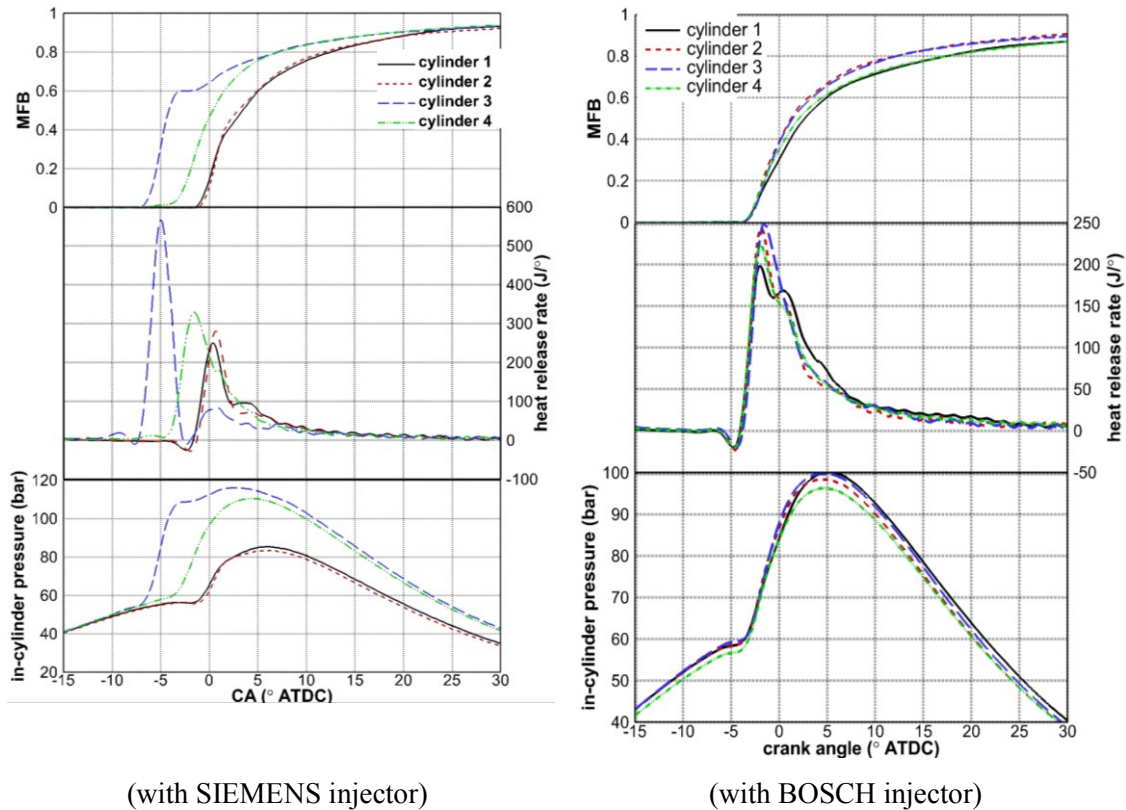 1
0.8
0.6
0.4
0.2
0
MFB
cylinder 1
cylinder 2
cylinder 3
cylinder 4
600
500
400
300
200
100
0
-100
heat release rate (J/°)
120
100
80
60
40
20
in-cylinder pressure (bar)
-15 -10 -5 0 5 10 15 20 25 30
CA (° ATDC)
(with SIEMENS injector)
1
0.8
0.6
0.4
0.2
0
MFB
cylinder 1
cylinder 2
cylinder 3
cylinder 4
250
200
150
100
50
0
-50
heat release rate (J/°)
100
90
80
70
60
50
40
in-cylinder pressure (bar)
-15 -10 -5 0 5 10 15 20 25 30
crank angle (° ATDC)
(with BOSCH injector)